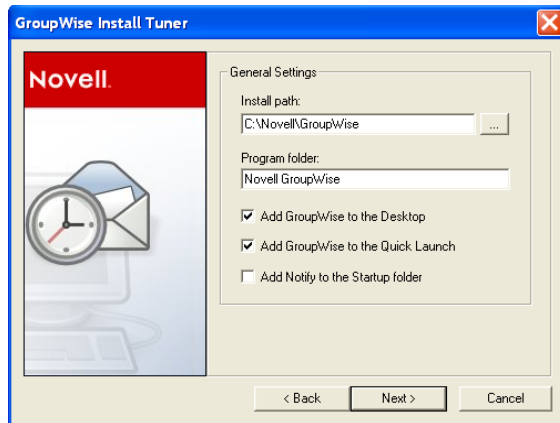 GroupWise Install Tuner
Novell.
General Settings
Install path:
C:\Novell\GroupWise
...
Program folder:
Novell GroupWise
Add GroupWise to the Desktop
Add GroupWise to the Quick Launch
Add Notify to the Startup folder
< Back
Next >
Cancel